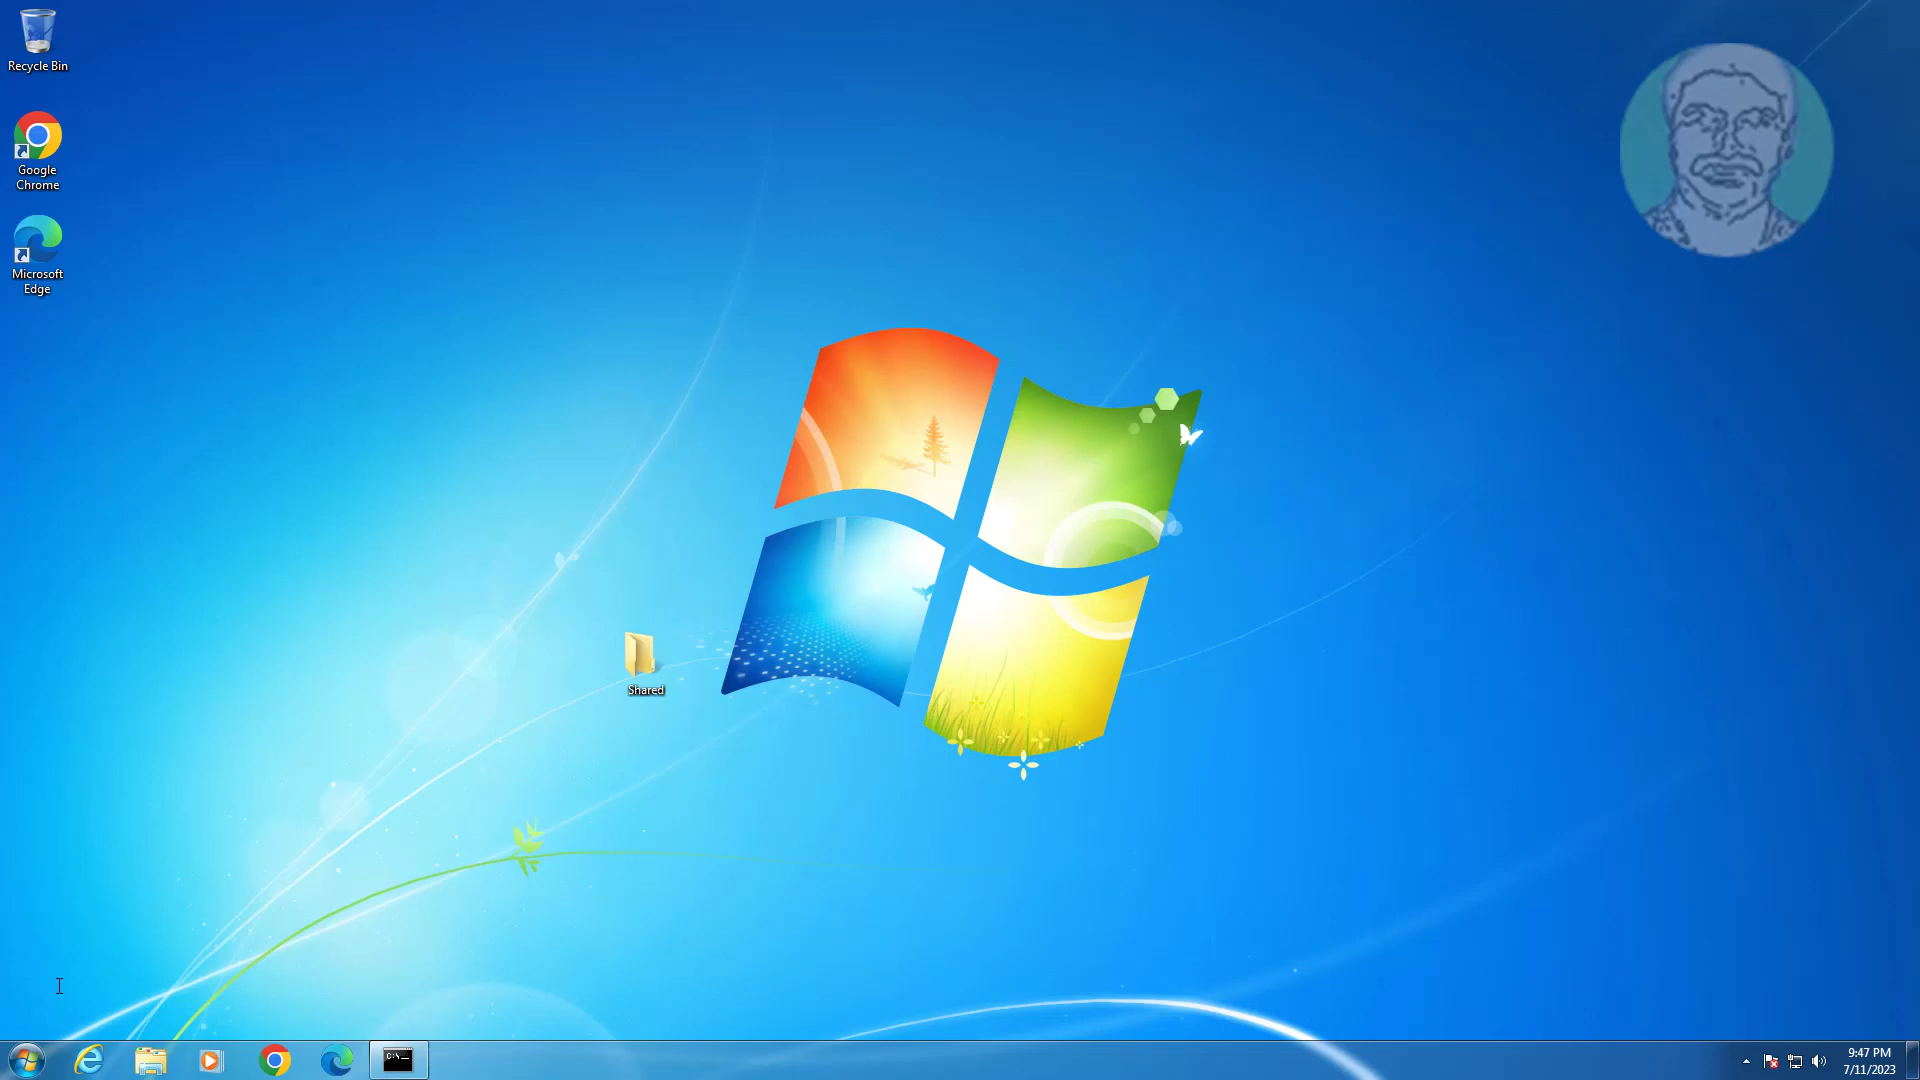 Recycle Bin
Google
Chrome
Microsoft
Edge
Shared
C:\.
9:47 PM
7/11/2023